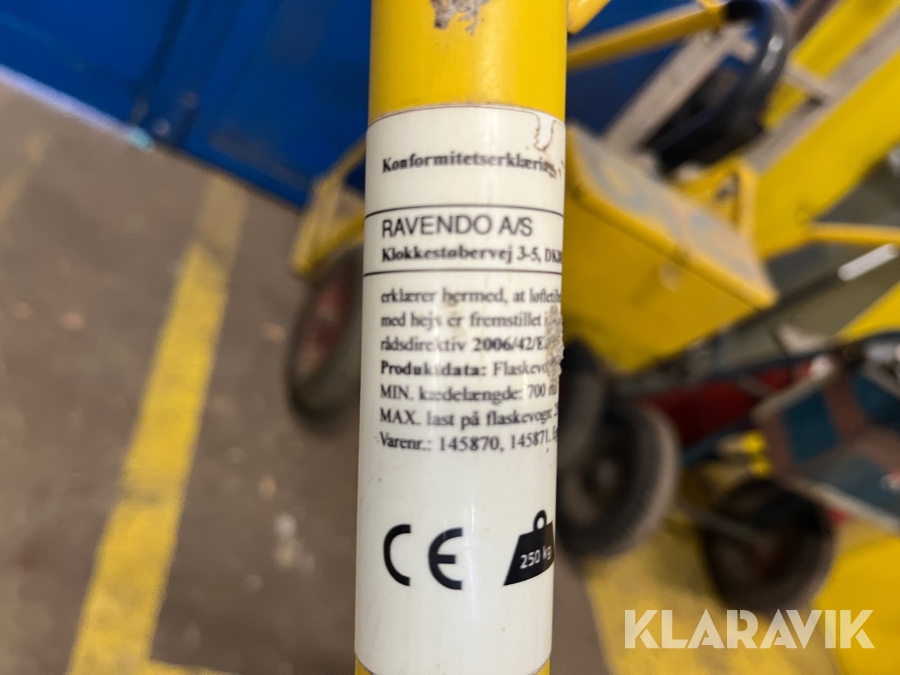 Konformitetserklæring
RAVENDO A/S
Klokkestøbervej 3-5,
erklærer hermed, at
med hejs er fremstillet i
rådsdirektiv 2006/42/E
Produktdata:
MIN. kædelængde: 700
MAX. last på flaskevogn:
Varenr.: 145870, 145871.
CE
250 kg
KLARAVIK